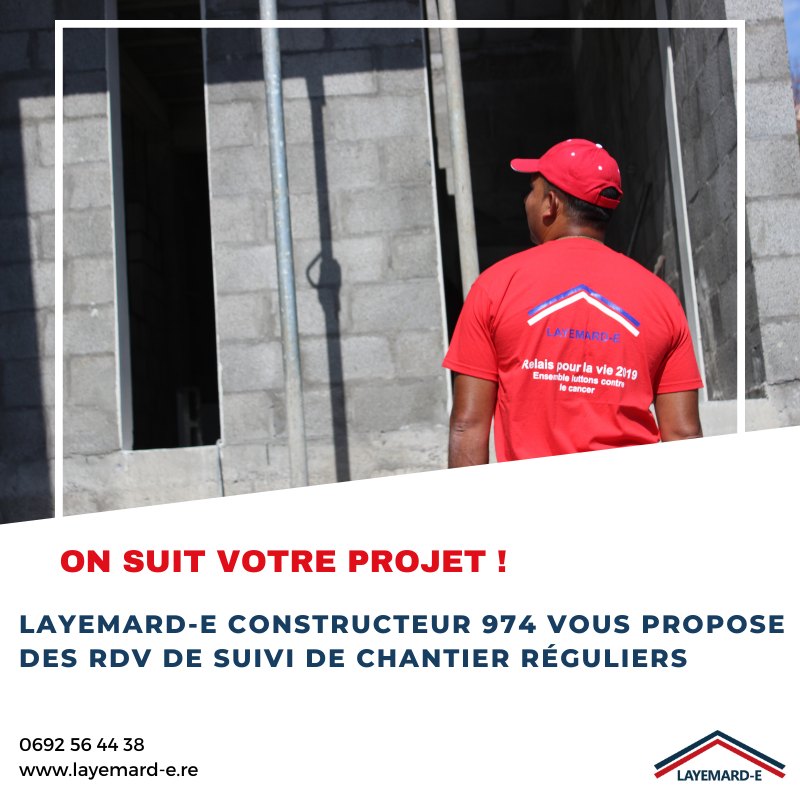 LAYEMARD-E
Relais pour la vie 2019
Ensemble luttons contre
le cancer
ON SUIT VOTRE PROJET !
LAYEMARD-E CONSTRUCTEUR 974 VOUS PROPOSE
DES RDV DE SUIVI DE CHANTIER RÉGULIERS
0692 56 44 38
www.layemard-e.re
LAYEMARD-E